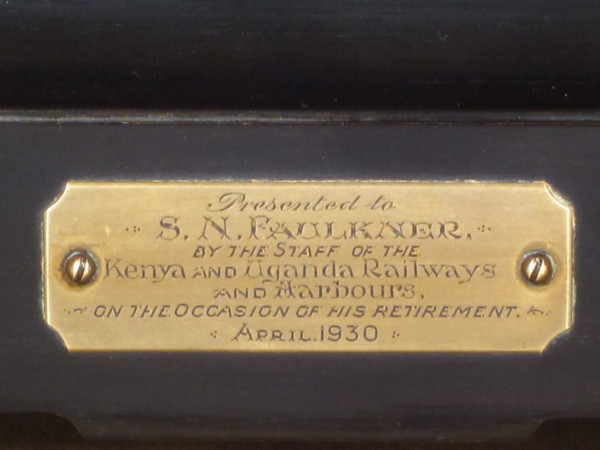 Presented to
S. N. FAULKNER.
BY THE STAFF OF THE
Kenya AND Uganda Railways
AND Harbours,
ON THE OCCASION OF HIS RETIREMENT.
APRIL.1930